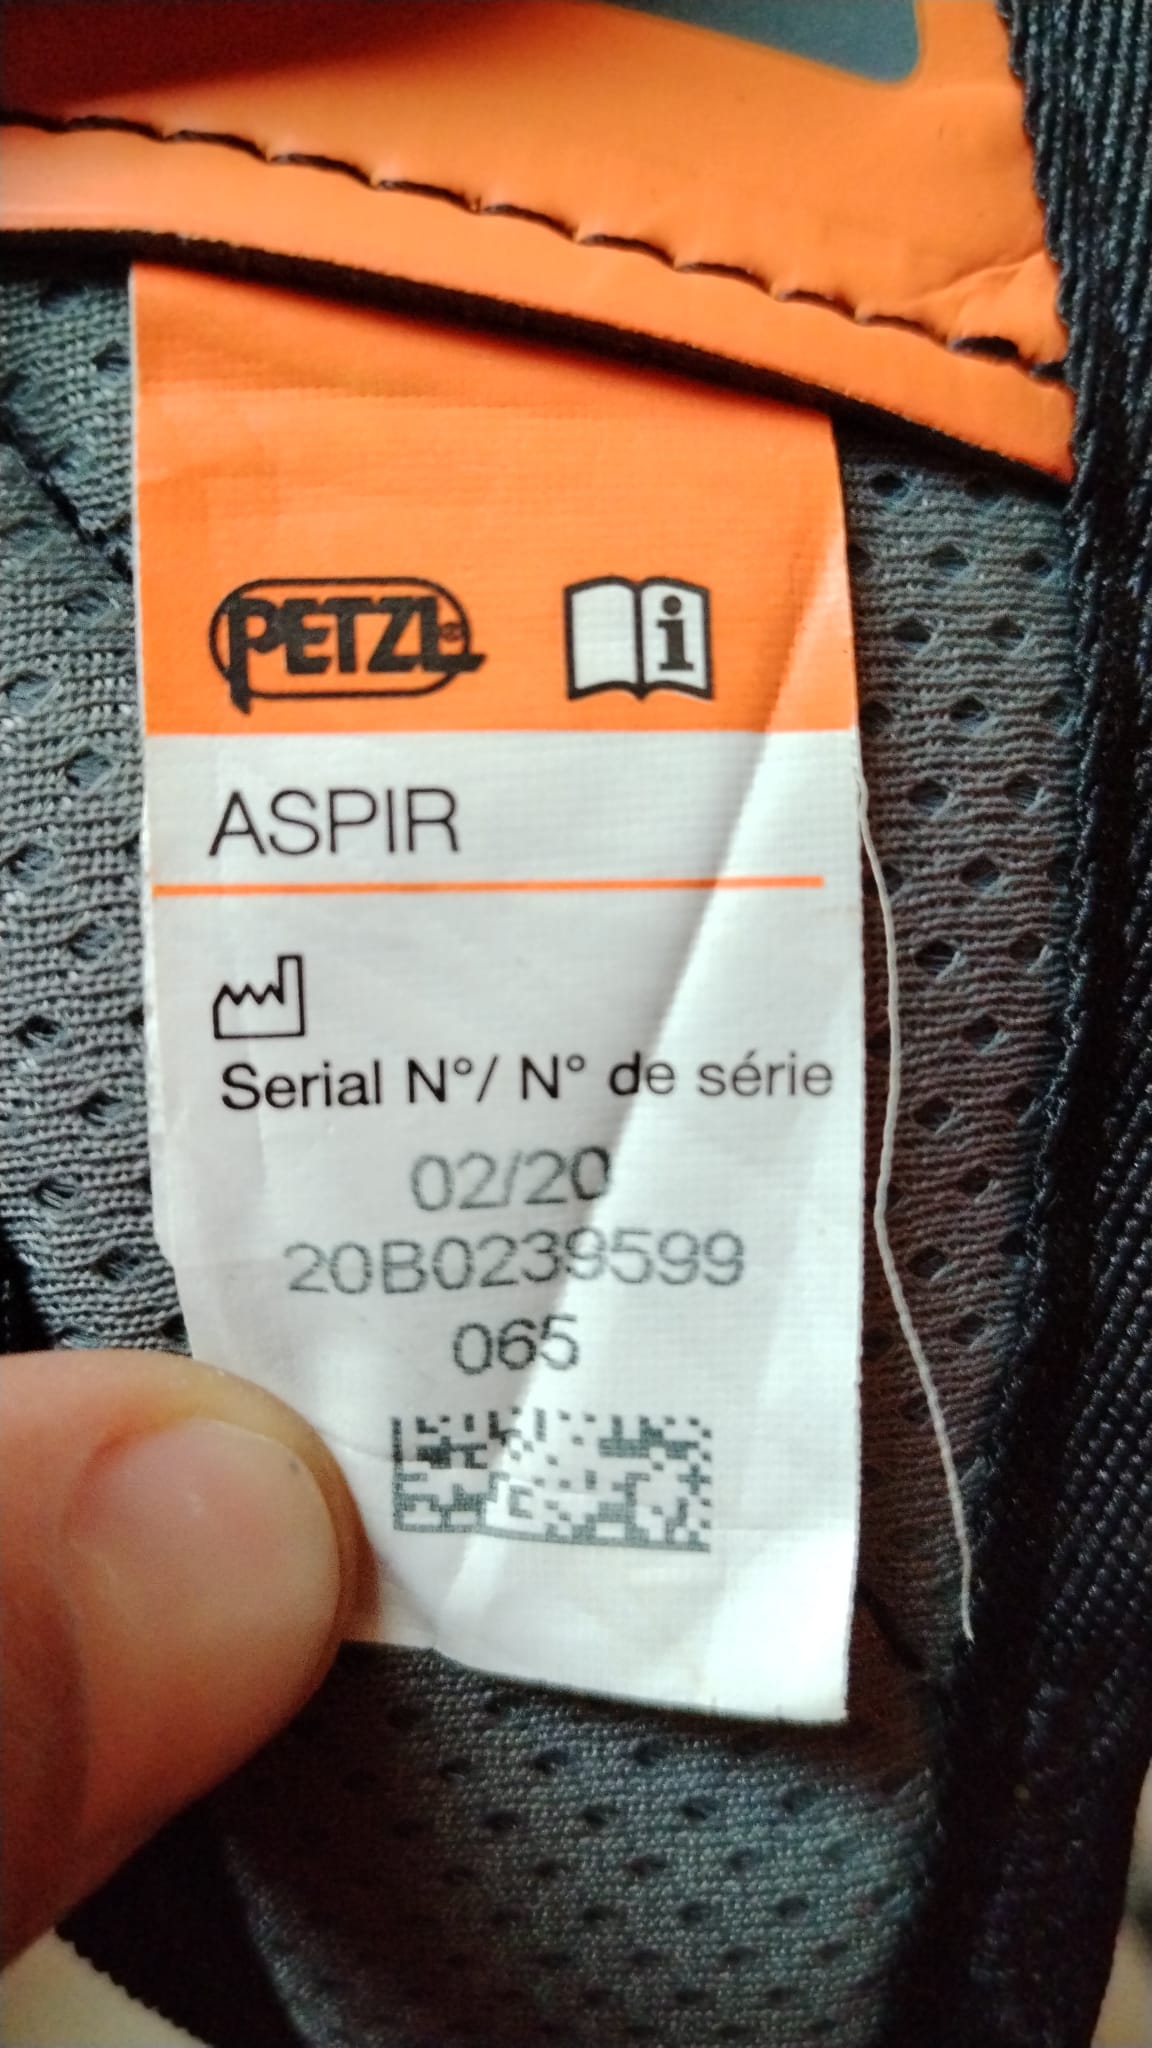 PETZL®
i
ASPIR
Serial N°/ N° de série
02/20
20B0239599
065